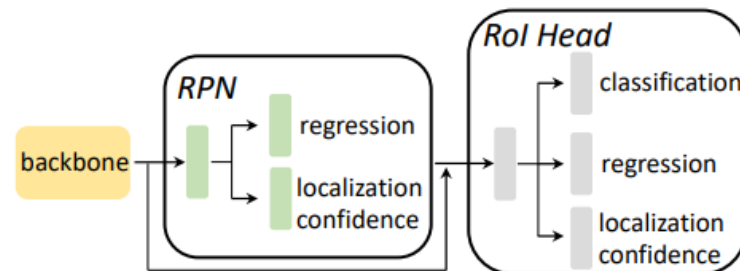 RoI Head
RPN
classification
regression
backbone
regression
localization
confidence
localization
confidence